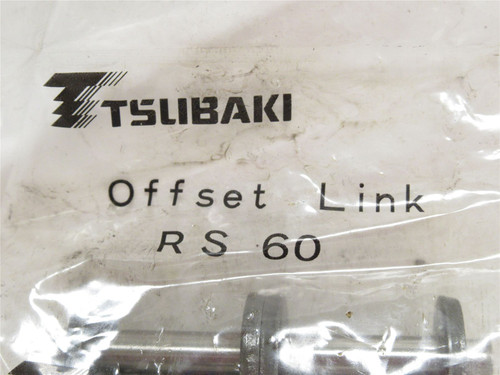 TSUBAKI
Offset Link
RS 60